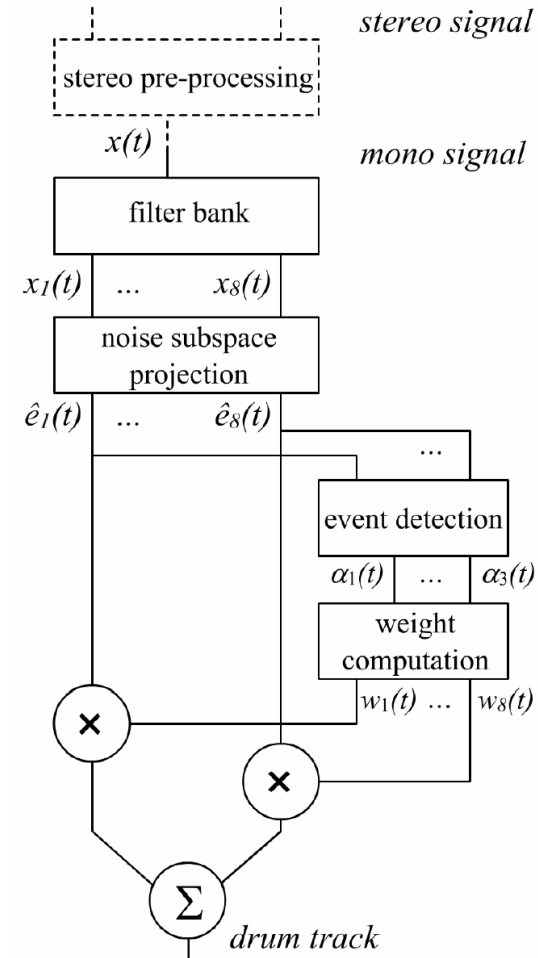 stereo signal
stereo pre-processing
x(t)
mono signal
filter bank
x₁(t) ... x₈(t)
noise subspace
projection
ê₁(t) ... ê₈(t)
...
event detection
α₁(t) ... α₃(t)
weight
computation
w₁(t) ... w₈(t)
×
×
Σ
drum track